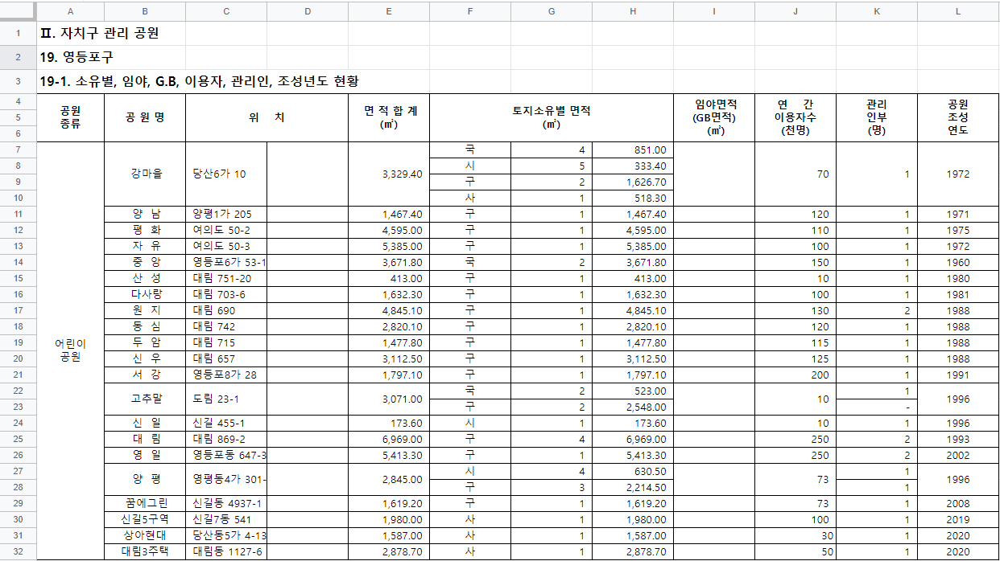 A B C D E F G H I J K L
1 Ⅱ. 자치구 관리 공원
2 19. 영등포구
3 19-1. 소유별, 임야, G.B, 이용자, 관리인, 조성년도 현황
4 임야면적 연 간 관리 공원
공원 공 원 명 위 치 면 적 합 계 토지소유별 면적
5 (GB면적) 이용자수 인부 조성
종류 (㎡) (㎡)
6 (㎡) (천명) (명) 연도
7 국 4 851.00
8 시 5 333.40
강마을 당산6가 10 3,329.40 70 1 1972
9 구 2 1,626.70
10 사 1 518.30
11 양 남 양평1가 205 1,467.40 구 1 1,467.40 120 1 1971
12 평 화 여의도 50-2 4,595.00 구 1 4,595.00 110 1 1975
13 자 유 여의도 50-3 5,385.00 구 1 5,385.00 100 1 1972
14 중 앙 영등포6가 53-1 3,671.80 국 2 3,671.80 150 1 1960
15 산 성 대림 751-20 413.00 구 1 413.00 10 1 1980
16 다사랑 대림 703-6 1,632.30 구 1 1,632.30 100 1 1981
17 원 지 대림 690 4,845.10 구 1 4,845.10 130 2 1988
18 동 심 대림 742 2,820.10 구 1 2,820.10 120 1 1988
19 어린이 두 암 대림 715 1,477.80 구 1 1,477.80 115 1 1988
20 공원 신 우 대림 657 3,112.50 구 1 3,112.50 125 1 1988
21 서 강 영등포8가 28 1,797.10 구 1 1,797.10 200 1 1991
22 국 2 523.00 1
고추말 도림 23-1 3,071.00 10 1996
23 구 2 2,548.00 -
24 신 일 신길 455-1 173.60 시 1 173.60 10 1 1996
25 대 림 대림 869-2 6,969.00 구 4 6,969.00 250 2 1993
26 영 일 영등포동 647-3 5,413.30 구 1 5,413.30 250 2 2002
27 시 4 630.50 1
양 평 영평동4가 301- 2,845.00 73 1996
28 구 3 2,214.50 1
29 꿈에그린 신길동 4937-1 1,619.20 구 1 1,619.20 73 1 2008
30 신길5구역 신길7동 541 1,980.00 사 1 1,980.00 100 1 2019
31 상아현대 당산동5가 4-13 1,587.00 사 1 1,587.00 30 1 2020
32 대림3주택 대림동 1127-6 2,878.70 사 1 2,878.70 50 1 2020